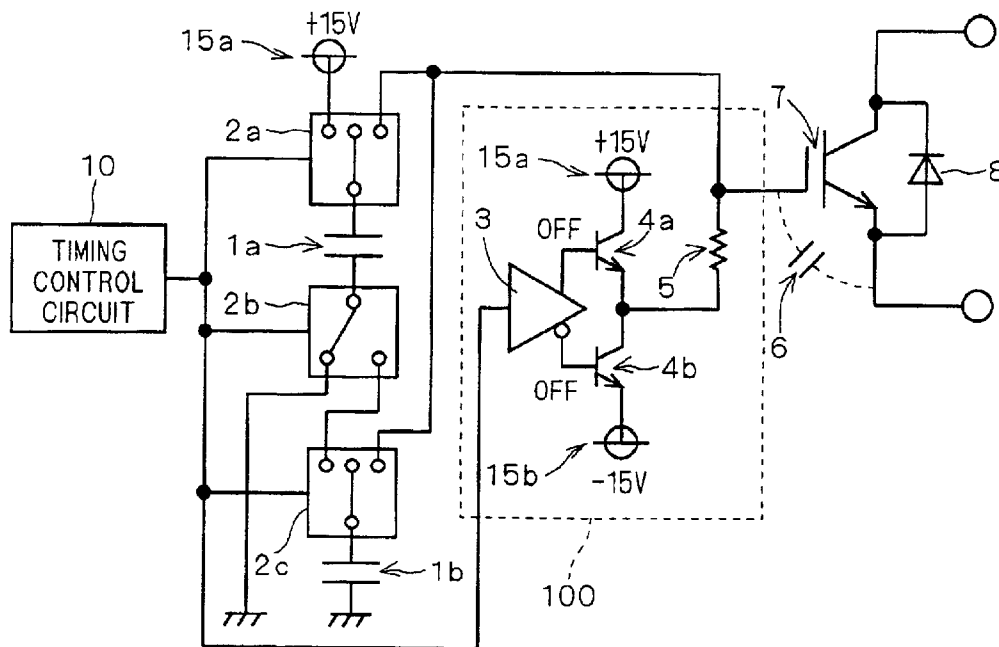 +15V
15a
2a
10
TIMING
CONTROL
CIRCUIT
1a
2b
2c
1b
3
15a
+15V
OFF
4a
5
4b
OFF
15b
-15V
100
7
8
6